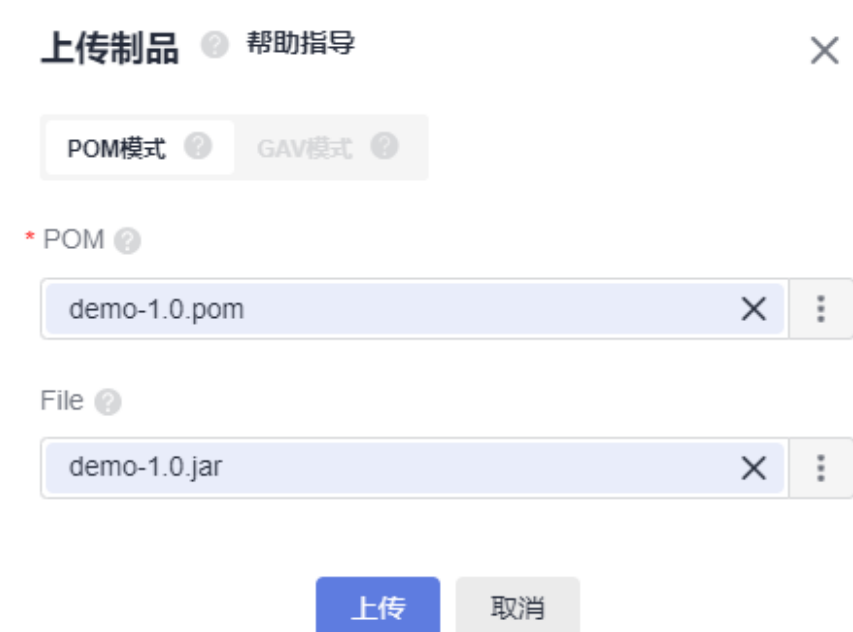 上传制品 ? 帮助指导
POM模式 ? GAV模式 ?
* POM ?
demo-1.0.pom
File ?
demo-1.0.jar
上传 取消